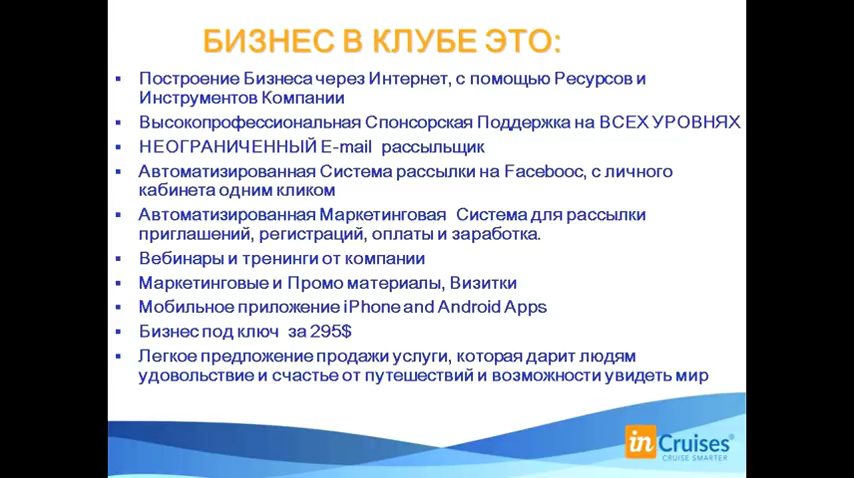 БИЗНЕС В КЛУБЕ ЭТО:
Построение Бизнеса через Интернет, с помощью Ресурсов и
Инструментов Компании
Высокопрофессиональная Спонсорская Поддержка на ВСЕХ УРОВНЯХ
НЕОГРАНИЧЕННЫЙ E-mail рассыльщик
Автоматизированная Система рассылки на Facebooc, с личного
кабинета одним кликом
Автоматизированная Маркетинговая Система для рассылки
приглашений, регистраций, оплаты и заработка.
Вебинары и тренинги от компании
Маркетинговые и Промо материалы, Визитки
Мобильное приложение iPhone and Android Apps
Бизнес под ключ за 295$
Легкое предложение продажи услуги, которая дарит людям
удовольствие и счастье от путешествий и возможности увидеть мир
inCruises®
CRUISE SMARTER